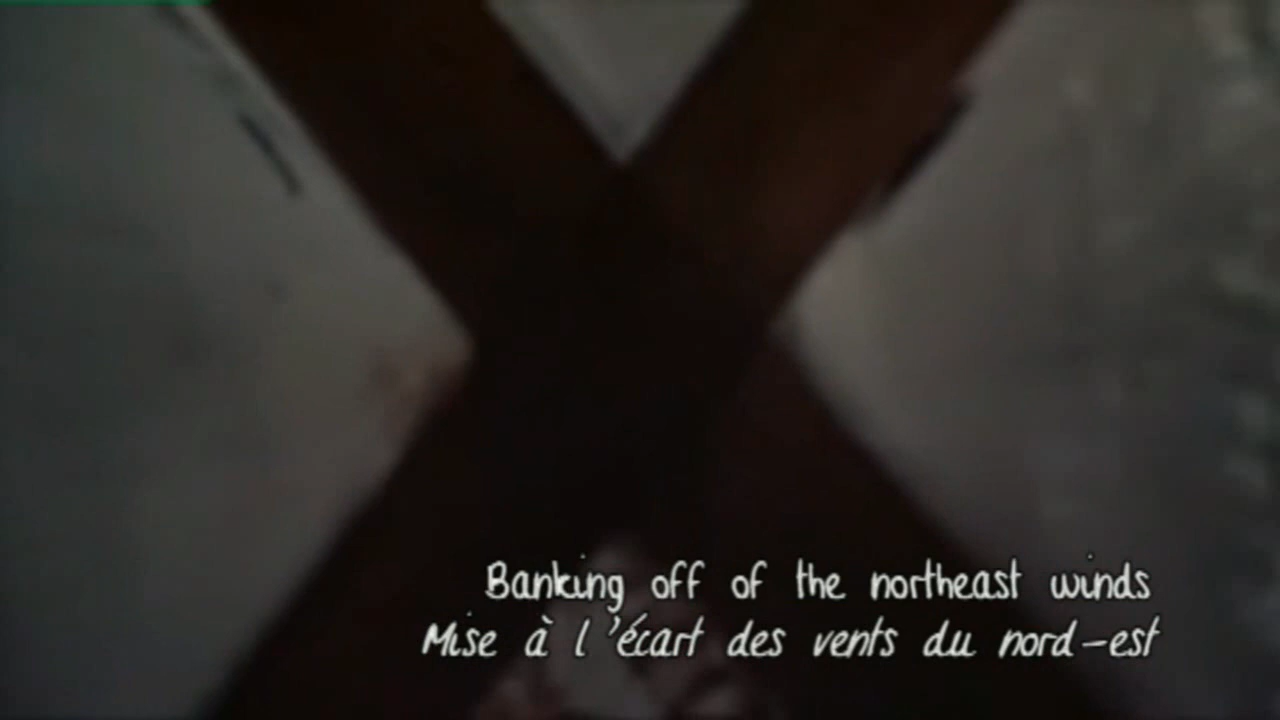 Banking off of the northeast winds
Mise à l'écart des vents du nord-est